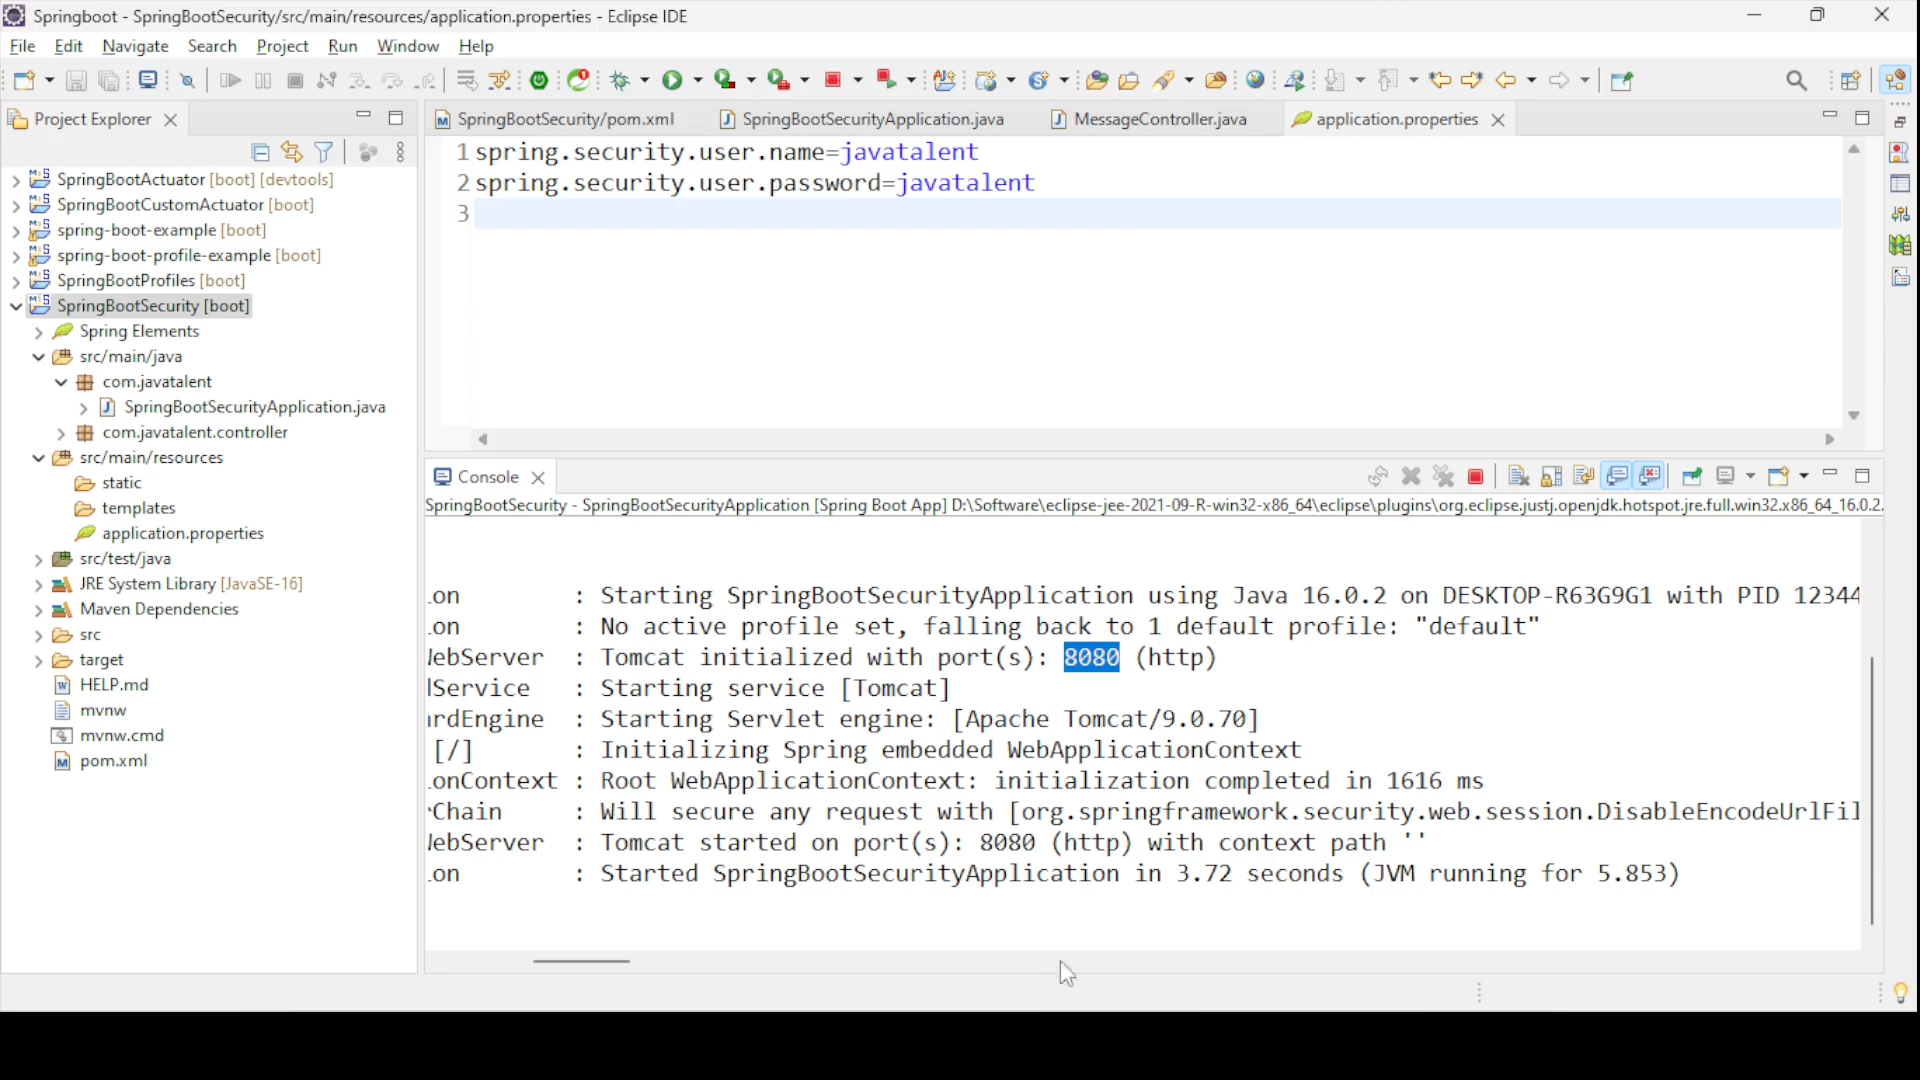 Springboot - SpringBootSecurity/src/main/resources/application.properties - Eclipse IDE
File Edit Navigate Search Project Run Window Help
Project Explorer
SpringBootActuator [boot] [devtools]
SpringBootCustomActuator [boot]
spring-boot-example [boot]
spring-boot-profile-example [boot]
SpringBootProfiles [boot]
SpringBootSecurity [boot]
Spring Elements
src/main/java
com.javatalent
SpringBootSecurityApplication.java
com.javatalent.controller
src/main/resources
static
templates
application.properties
src/test/java
JRE System Library [JavaSE-16]
Maven Dependencies
src
target
HELP.md
mvnw
mvnw.cmd
pom.xml
SpringBootSecurity/pom.xml SpringBootSecurityApplication.java MessageController.java application.properties
1 spring.security.user.name=javatalent
2 spring.security.user.password=javatalent
3
Console
SpringBootSecurity - SpringBootSecurityApplication [Spring Boot App] D:\Software\eclipse-jee-2021-09-R-win32-x86_64\eclipse\plugins\org.eclipse.justj.openjdk.hotspot.jre.full.win32.x86_64_16.0.2.
.on : Starting SpringBootSecurityApplication using Java 16.0.2 on DESKTOP-R63G9G1 with PID 12344
.on : No active profile set, falling back to 1 default profile: "default"
WebServer : Tomcat initialized with port(s): 8080 (http)
lService : Starting service [Tomcat]
rdEngine : Starting Servlet engine: [Apache Tomcat/9.0.70]
[/] : Initializing Spring embedded WebApplicationContext
onContext : Root WebApplicationContext: initialization completed in 1616 ms
Chain : Will secure any request with [org.springframework.security.web.session.DisableEncodeUrlFil
WebServer : Tomcat started on port(s): 8080 (http) with context path ''
.on : Started SpringBootSecurityApplication in 3.72 seconds (JVM running for 5.853)